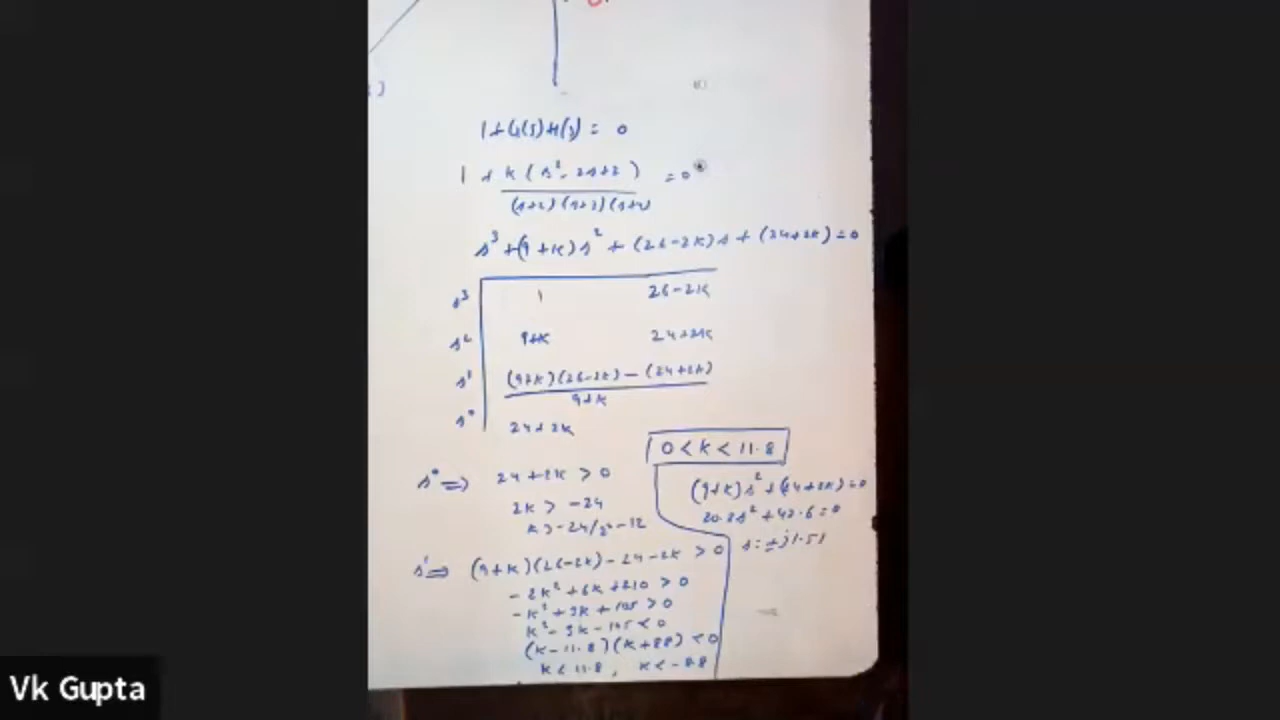 1+G(s)H(s) = 0
1 + K(s²-2s+2) = 0
(s+2)(s+3)(s+4)
s³+(9+K)s²+(26-2K)s+(24+2K)=0
s³ 1 26-2K
s² 9+K 24+2K
s¹ (9+K)(26-2K)-(24+2K)
9+K
s⁰ 24+2K
0<K<11.8
s⁰ => 24+2K > 0
2K > -24
K > -24/2 = -12
(9+K)s²+(24+2K)=0
20.8s²+47.6=0
s = ±j1.51
s¹ => (9+K)(26-2K)-24-2K > 0
-2K²+6K+210 > 0
-K²+3K+105 > 0
K²-3K-105 < 0
(K-11.8)(K+8.8) < 0
K < 11.8, K < -8.8
Vk Gupta